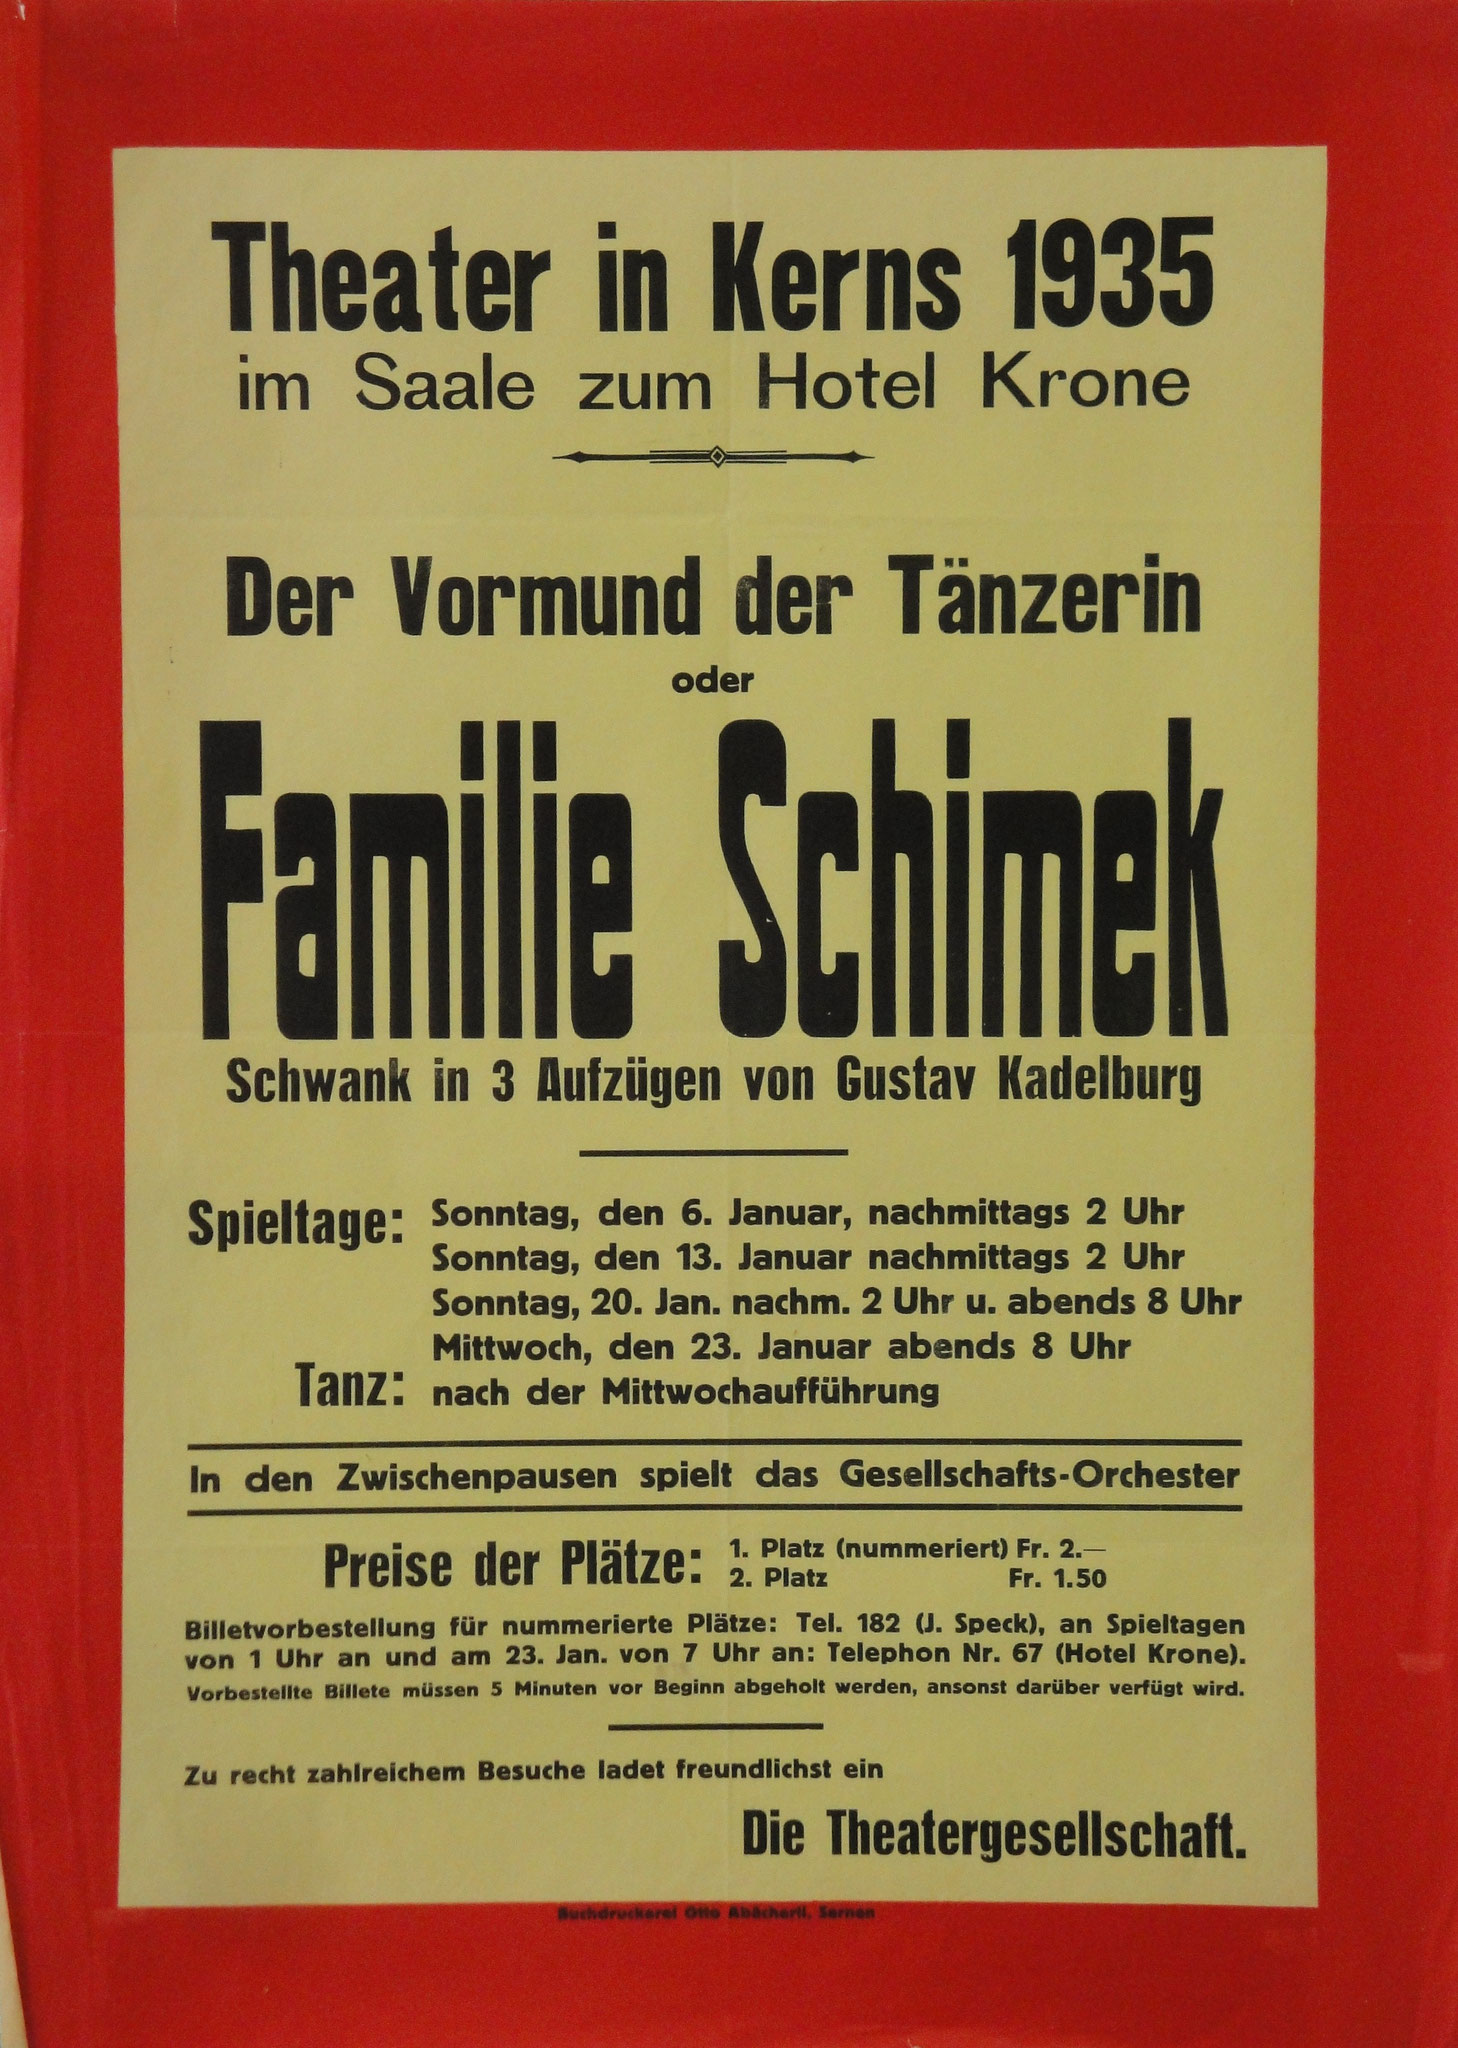 Theater in Kerns 1935
im Saale zum Hotel Krone
Der Vormund der Tänzerin
oder
Familie Schimek
Schwank in 3 Aufzügen von Gustav Kadelburg
Spieltage: Sonntag, den 6. Januar, nachmittags 2 Uhr
Sonntag, den 13. Januar nachmittags 2 Uhr
Sonntag, 20. Jan. nachm. 2 Uhr u. abends 8 Uhr
Mittwoch, den 23. Januar abends 8 Uhr
Tanz: nach der Mittwochaufführung
In den Zwischenpausen spielt das Gesellschafts-Orchester
Preise der Plätze: 1. Platz (nummeriert) Fr. 2.—
2. Platz Fr. 1.50
Billetvorbestellung für nummerierte Plätze: Tel. 182 (J. Speck), an Spieltagen
von 1 Uhr an und am 23. Jan. von 7 Uhr an: Telephon Nr. 67 (Hotel Krone).
Vorbestellte Billete müssen 5 Minuten vor Beginn abgeholt werden, ansonst darüber verfügt wird.
Zu recht zahlreichem Besuche ladet freundlichst ein
Die Theatergesellschaft.
Buchdruckerei Otto Abächerli, Sarnen